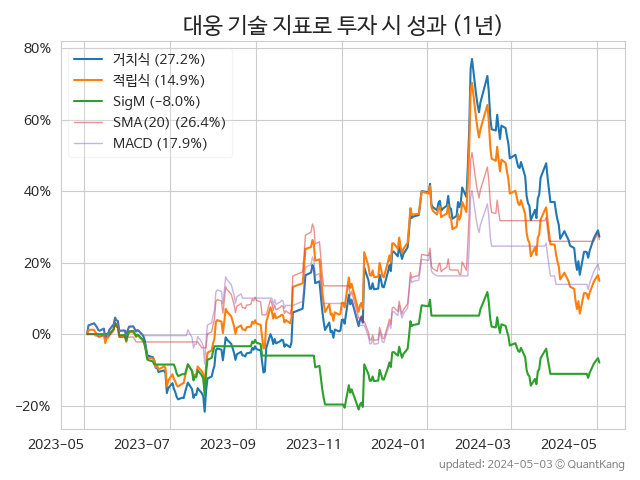 대웅 기술 지표로 투자 시 성과 (1년)
80%
60%
40%
20%
0%
−20%
거치식 (27.2%)
적립식 (14.9%)
SigM (−8.0%)
SMA(20) (26.4%)
MACD (17.9%)
2023-05 2023-07 2023-09 2023-11 2024-01 2024-03 2024-05
updated: 2024-05-03 © QuantKang